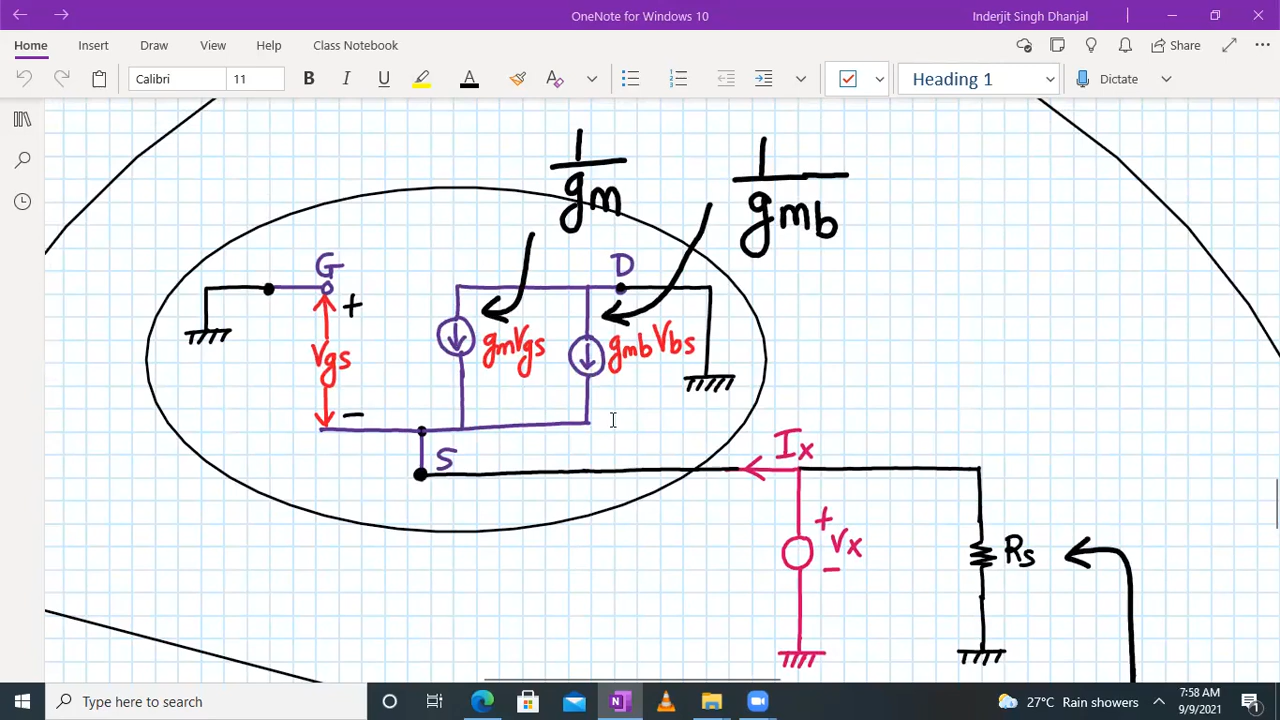 OneNote for Windows 10
Inderjit Singh Dhanjal
Home Insert Draw View Help Class Notebook
Share
Calibri 11 B I U A Heading 1 Dictate
1
gm
1
gmb
G
D
+
Vgs
gmVgs
gmbVbs
−
S
Ix
+
Vx
−
Rs
Type here to search
27°C Rain showers
7:58 AM
9/9/2021
1